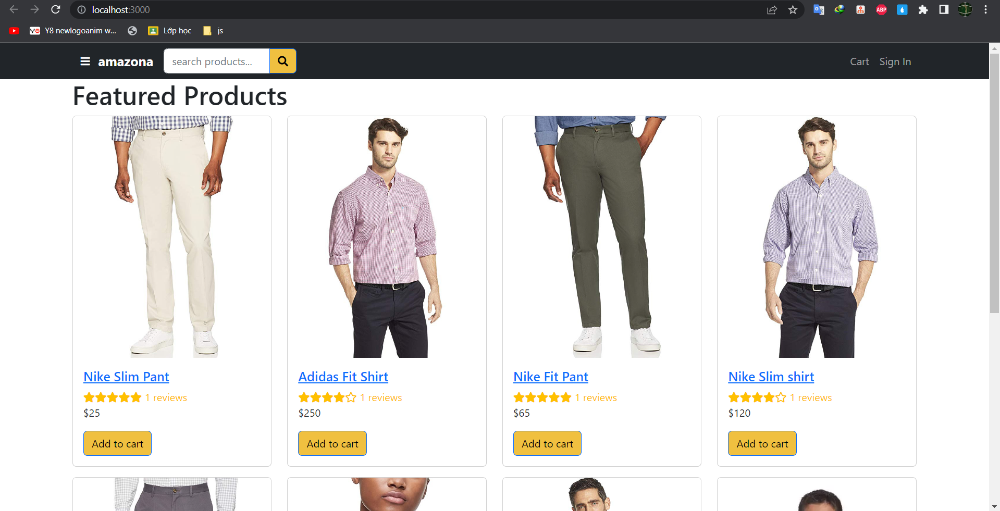 localhost:3000
ABP
Y8 newlogoanim w... Lớp học js
amazona search products... Cart Sign In
Featured Products
Nike Slim Pant
1 reviews
$25
Add to cart
Adidas Fit Shirt
1 reviews
$250
Add to cart
Nike Fit Pant
1 reviews
$65
Add to cart
Nike Slim shirt
1 reviews
$120
Add to cart